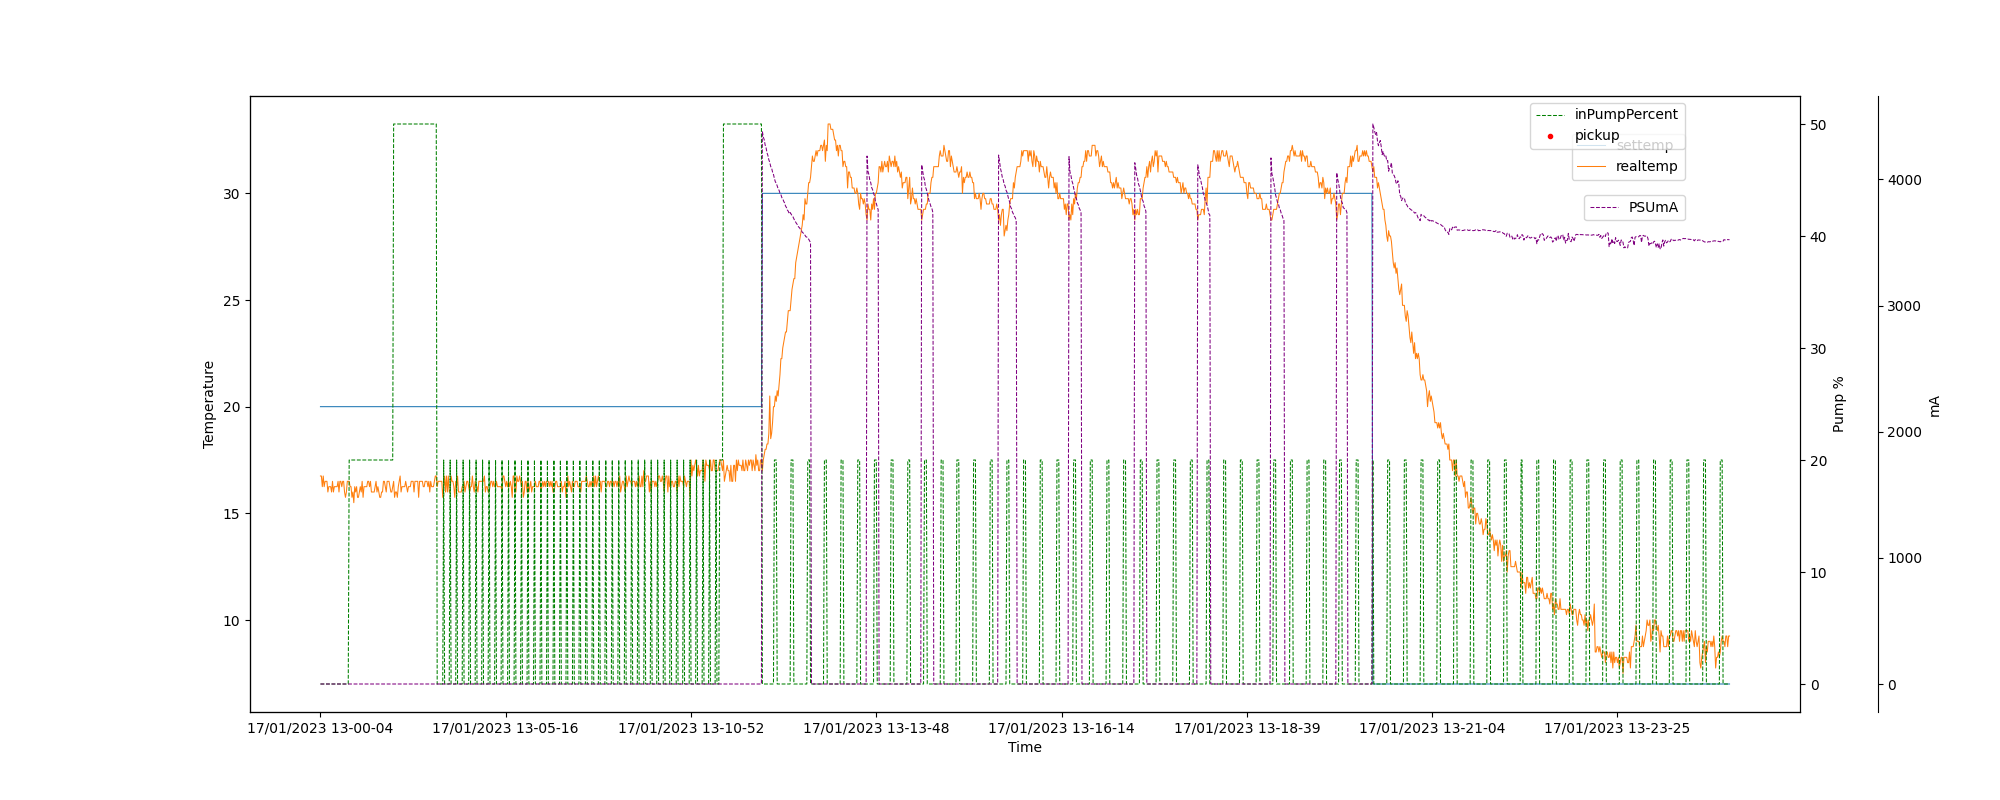 inPumpPercent
pickup
settemp
realtemp
PSUmA
30
25
20
15
10
Temperature
50
40
30
20
10
0
Pump %
4000
3000
2000
1000
0
mA
17/01/2023 13-00-04
17/01/2023 13-05-16
17/01/2023 13-10-52
17/01/2023 13-13-48
17/01/2023 13-16-14
17/01/2023 13-18-39
17/01/2023 13-21-04
17/01/2023 13-23-25
Time